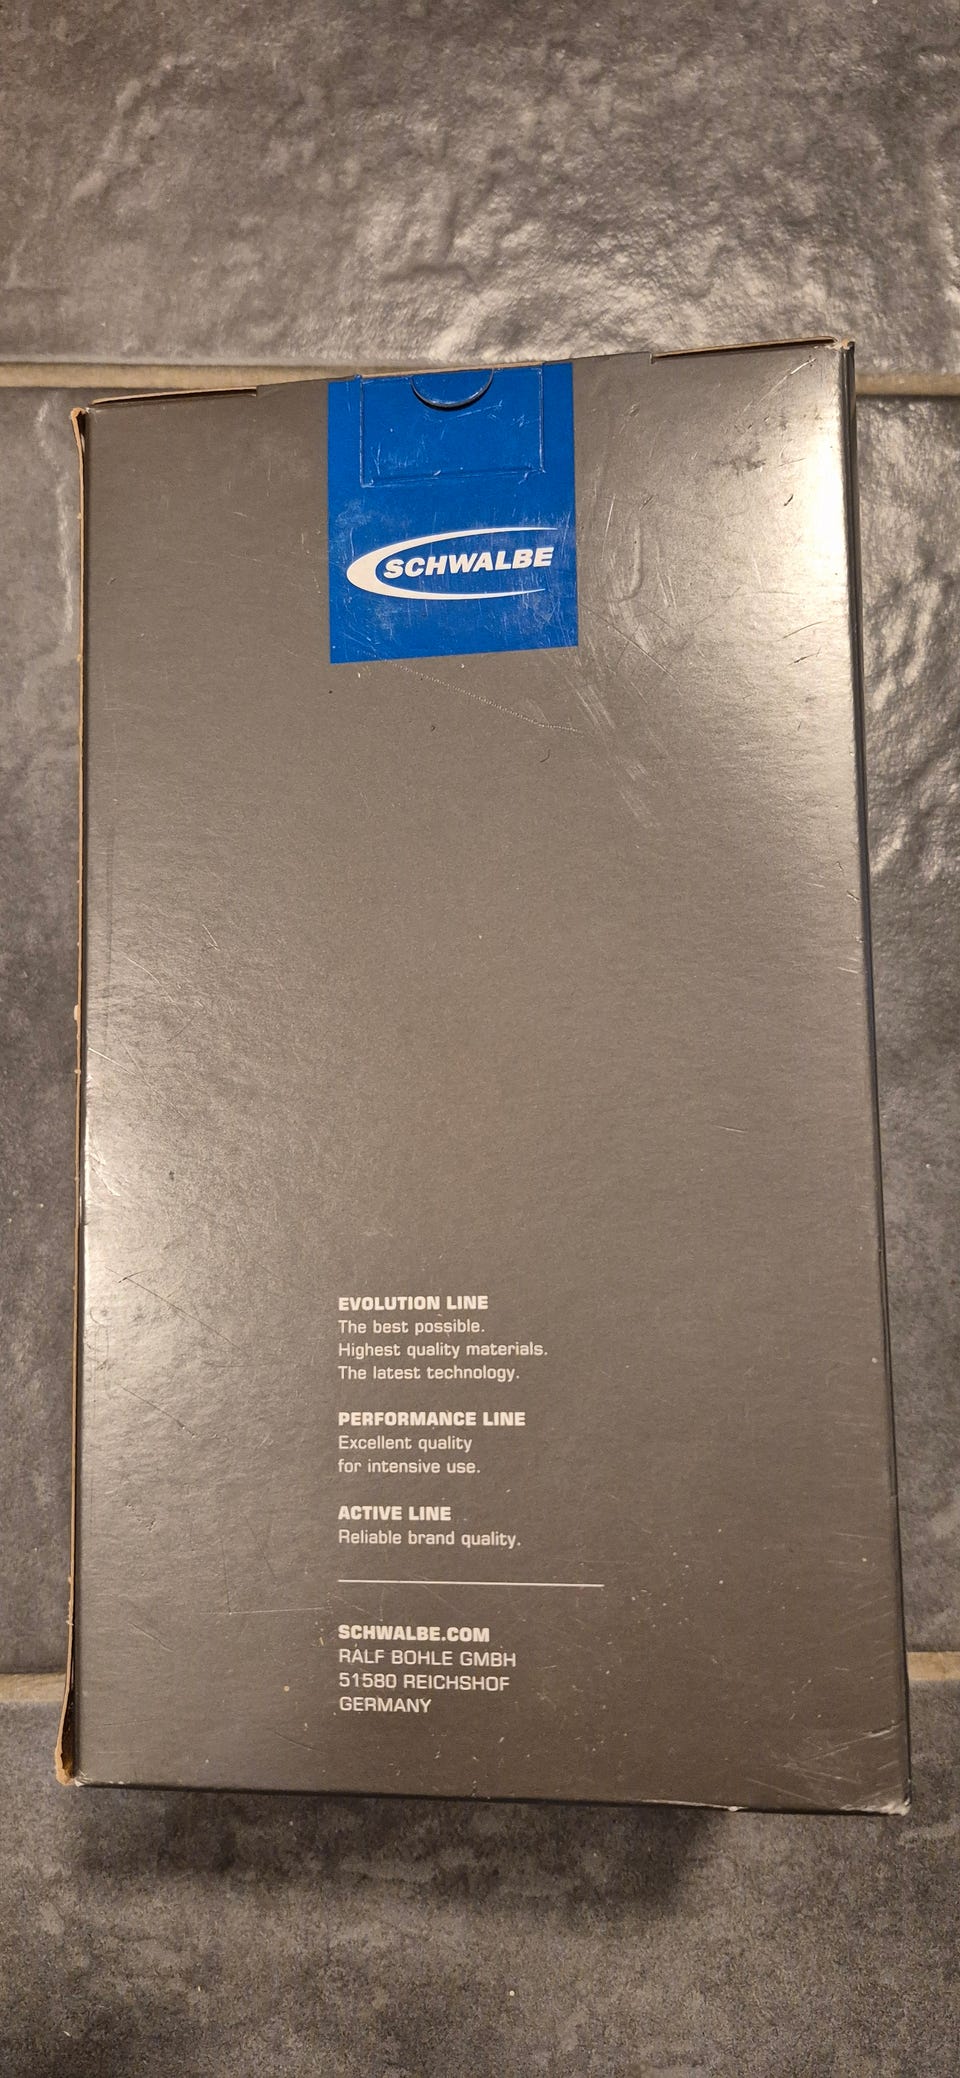 SCHWALBE
EVOLUTION LINE
The best possible.
Highest quality materials.
The latest technology.
PERFORMANCE LINE
Excellent quality
for intensive use.
ACTIVE LINE
Reliable brand quality.
SCHWALBE.COM
RALF BOHLE GMBH
51580 REICHSHOF
GERMANY